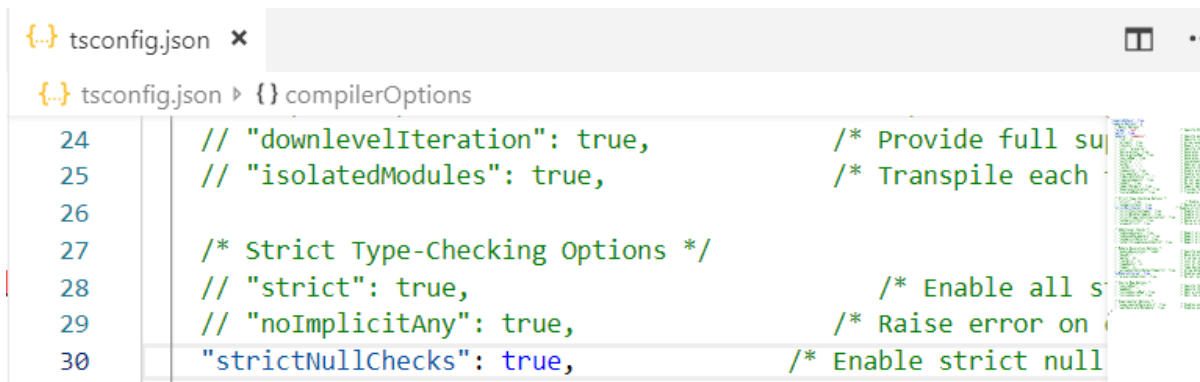 {..} tsconfig.json ×
{..} tsconfig.json ▷ {} compilerOptions
24 // "downlevelIteration": true, /* Provide full
25 // "isolatedModules": true, /* Transpile each
26
27 /* Strict Type-Checking Options */
28 // "strict": true, /* Enable all
29 // "noImplicitAny": true, /* Raise error on
30 "strictNullChecks": true, /* Enable strict null